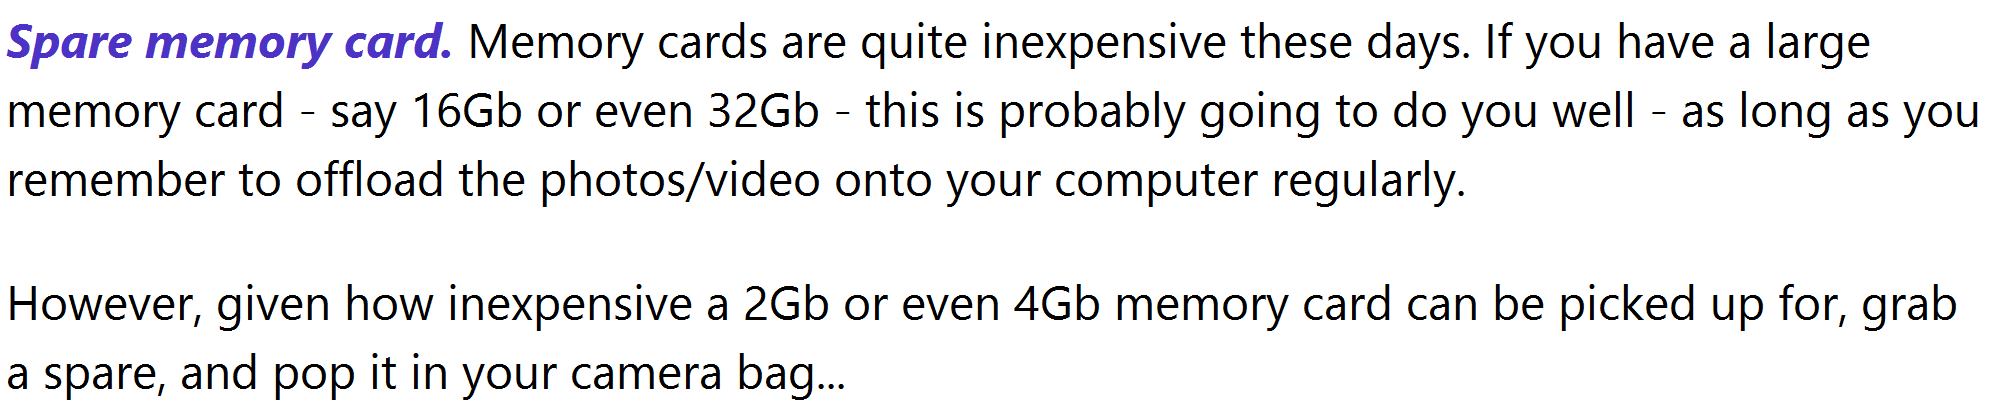 Spare memory card. Memory cards are quite inexpensive these days. If you have a large
memory card - say 16Gb or even 32Gb - this is probably going to do you well - as long as you
remember to offload the photos/video onto your computer regularly.
However, given how inexpensive a 2Gb or even 4Gb memory card can be picked up for, grab
a spare, and pop it in your camera bag...